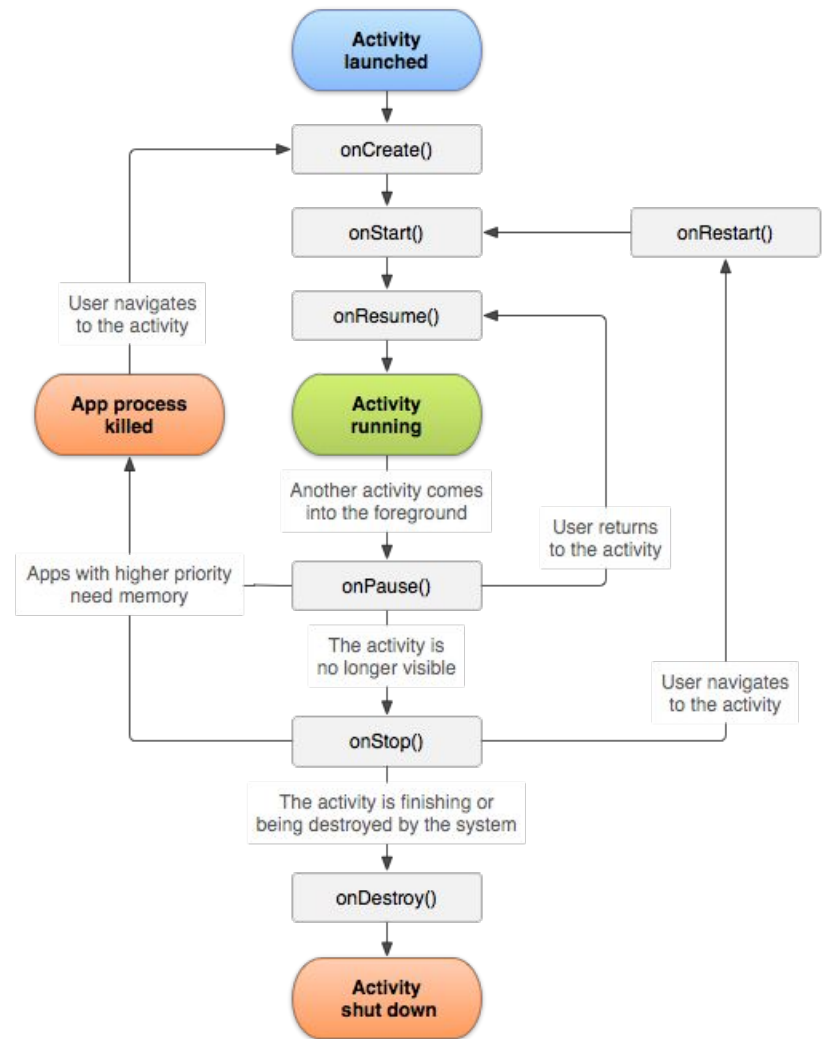 Activity
launched
onCreate()
onStart()
onRestart()
User navigates
to the activity
onResume()
App process
killed
Activity
running
Another activity comes
into the foreground
User returns
to the activity
Apps with higher priority
need memory
onPause()
The activity is
no longer visible
User navigates
to the activity
onStop()
The activity is finishing or
being destroyed by the system
onDestroy()
Activity
shut down